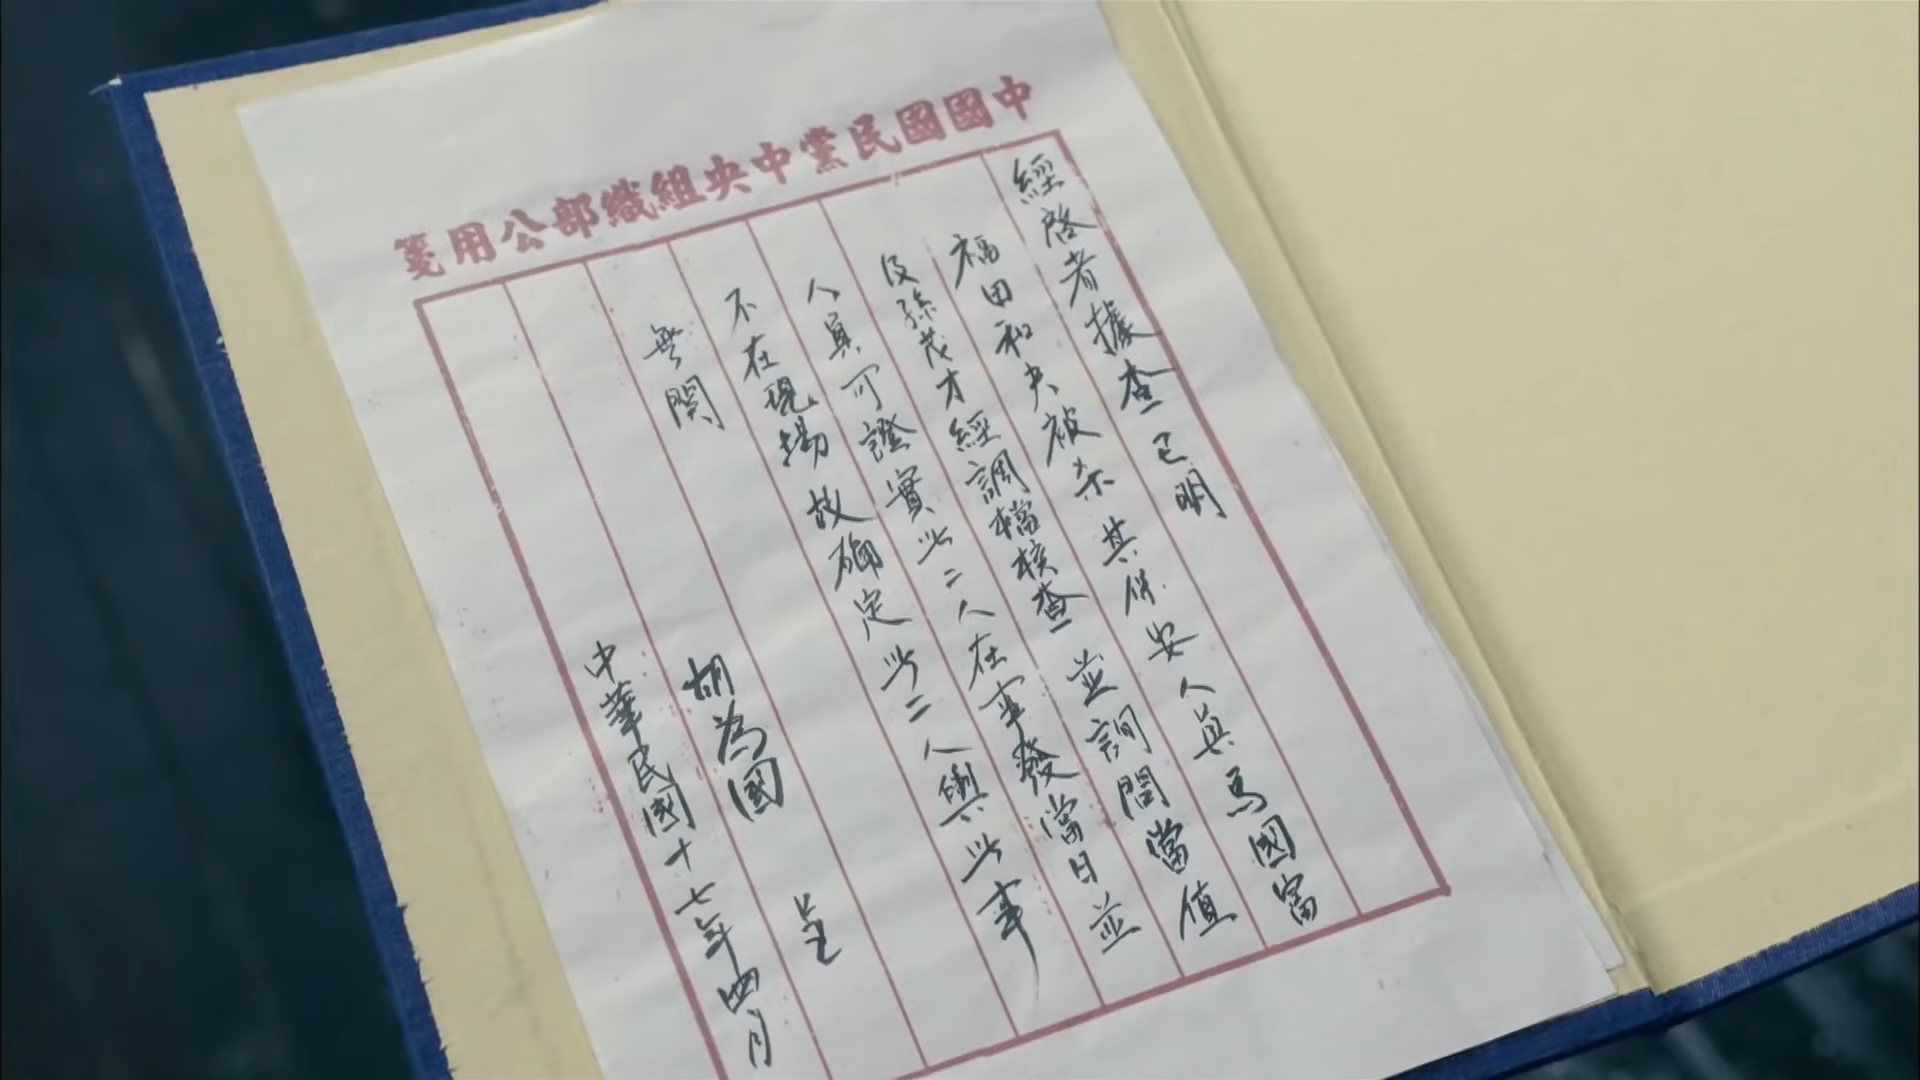 中國國民黨中央組織部公用箋
經啓者據查已明
福田和夫被杀其保安人員馬國富
及孫茂才經調檔核查並詢問當值
人員可證實此二人在事發當日並
不在現場故确定此二人與此事
無関
胡為國 呈
中華民國十七年四月